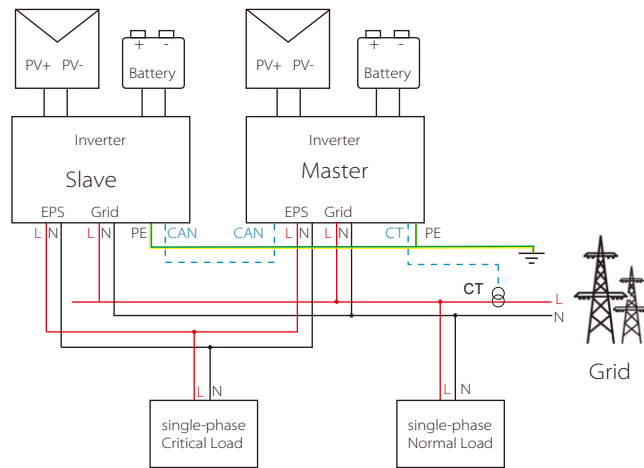 + -
+ -
PV+ PV-
Battery
PV+ PV-
Battery
Inverter
Slave
EPS Grid
L N L N PE CAN
Inverter
Master
EPS Grid
CAN L N L N CT PE
CT
L
N
Grid
L N
single-phase
Critical Load
L N
single-phase
Normal Load